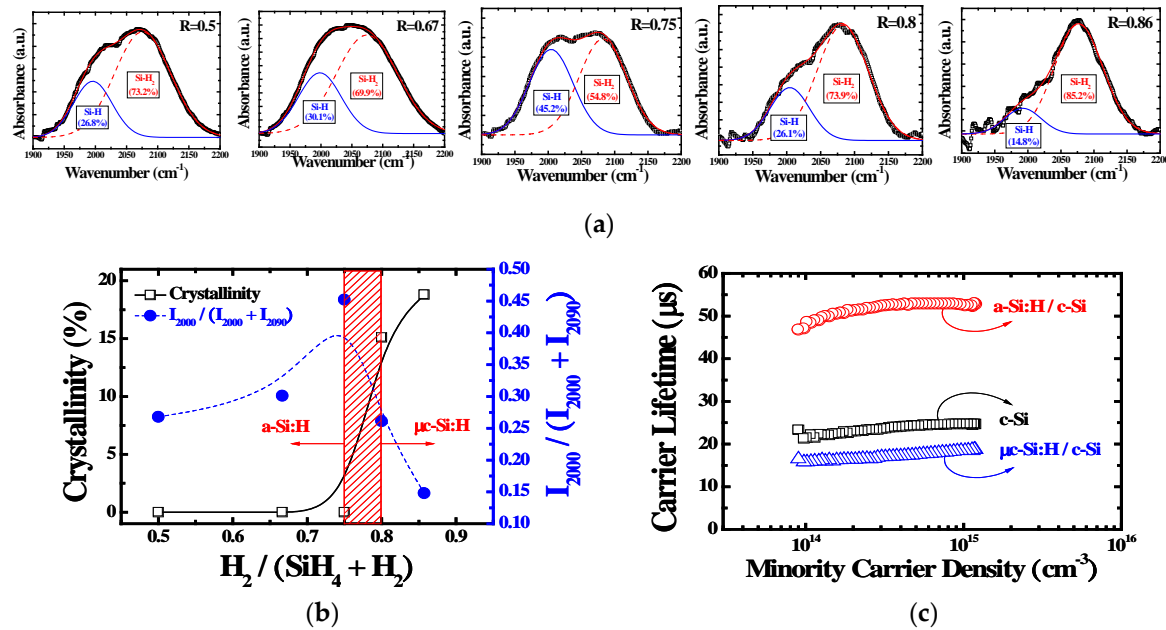 R=0.5
Absorbance (a.u.)
Si-H₂
(73.2%)
Si-H
(26.8%)
1900 1950 2000 2050 2100 2150 2200
Wavenumber (cm⁻¹)
R=0.67
Absorbance (a.u.)
Si-H₂
(69.9%)
Si-H
(30.1%)
1900 1950 2000 2050 2100 2150 2200
Wavenumber (cm⁻¹)
R=0.75
Absorbance (a.u.)
Si-H
(45.2%)
Si-H₂
(54.8%)
1900 1950 2000 2050 2100 2150 2200
Wavenumber (cm⁻¹)
R=0.8
Absorbance (a.u.)
Si-H₂
(73.9%)
Si-H
(26.1%)
1900 1950 2000 2050 2100 2150 2200
Wavenumber (cm⁻¹)
R=0.86
Absorbance (a.u.)
Si-H₂
(85.2%)
Si-H
(14.8%)
1900 1950 2000 2050 2100 2150 2200
Wavenumber (cm⁻¹)
(a)
Crystallinity (%)
20
15
10
5
0
Crystallinity
I₂₀₀₀ / (I₂₀₀₀ + I₂₀₉₀)
a-Si:H
μc-Si:H
0.50
0.45
0.40
0.35
0.30
0.25
0.20
0.15
0.10
I₂₀₀₀ / (I₂₀₀₀ + I₂₀₉₀)
0.5 0.6 0.7 0.8 0.9
H₂ / (SiH₄ + H₂)
(b)
Carrier Lifetime (μs)
60
50
40
30
20
10
0
a-Si:H / c-Si
c-Si
μc-Si:H / c-Si
10¹⁴ 10¹⁵ 10¹⁶
Minority Carrier Density (cm⁻³)
(c)